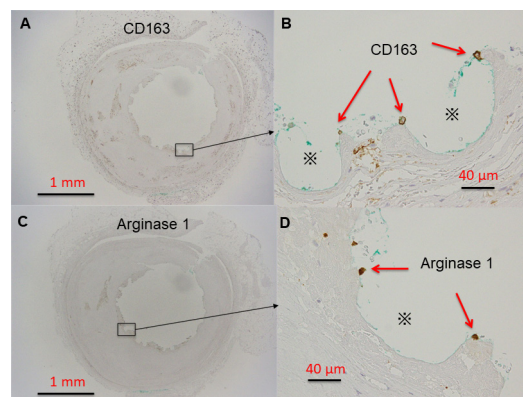 A
CD163
1 mm
B
CD163
※
※
40 µm
C
Arginase 1
1 mm
D
Arginase 1
※
40 µm